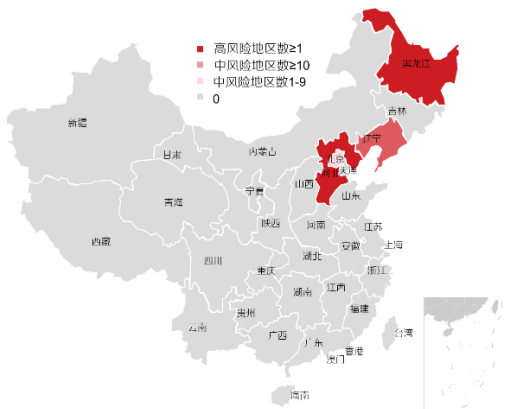 高风险地区数≥1
中风险地区数≥10
中风险地区数1-9
0
黑龙江
吉林
新疆
辽宁
内蒙古
甘肃
北京
天津
河北
宁夏
山西
青海
山东
陕西
河南
江苏
西藏
安徽
上海
四川
湖北
重庆
浙江
湖南
江西
贵州
福建
云南
广西
广东
台湾
香港
澳门
海南